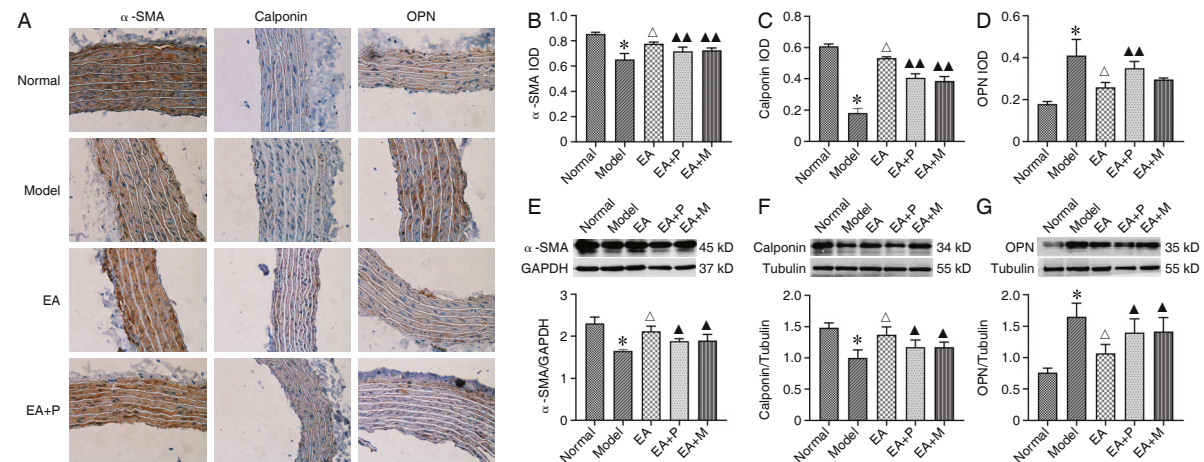 A
α-SMA Calponin OPN
Normal
Model
EA
EA+P
B
α-SMA IOD
1.0
0.8
0.6
0.4
0.2
0
*
△
▲▲
▲▲
Normal Model EA EA+P EA+M
C
Calponin IOD
0.8
0.6
0.4
0.2
0
*
△
▲▲
▲▲
Normal Model EA EA+P EA+M
D
OPN IOD
0.6
0.4
0.2
0
*
△
▲▲
Normal Model EA EA+P EA+M
E
Normal Model EA EA+P EA+M
α-SMA 45 kD
GAPDH 37 kD
α-SMA/GAPDH
3
2
1
0
*
△
▲
▲
Normal Model EA EA+P EA+M
F
Normal Model EA EA+P EA+M
Calponin 34 kD
Tubulin 55 kD
Calponin/Tubulin
2.0
1.5
1.0
0.5
0
*
△
▲
▲
Normal Model EA EA+P EA+M
G
Normal Model EA EA+P EA+M
OPN 35 kD
Tubulin 55 kD
OPN/Tubulin
2.0
1.5
1.0
0.5
0
*
△
▲
▲
Normal Model EA EA+P EA+M